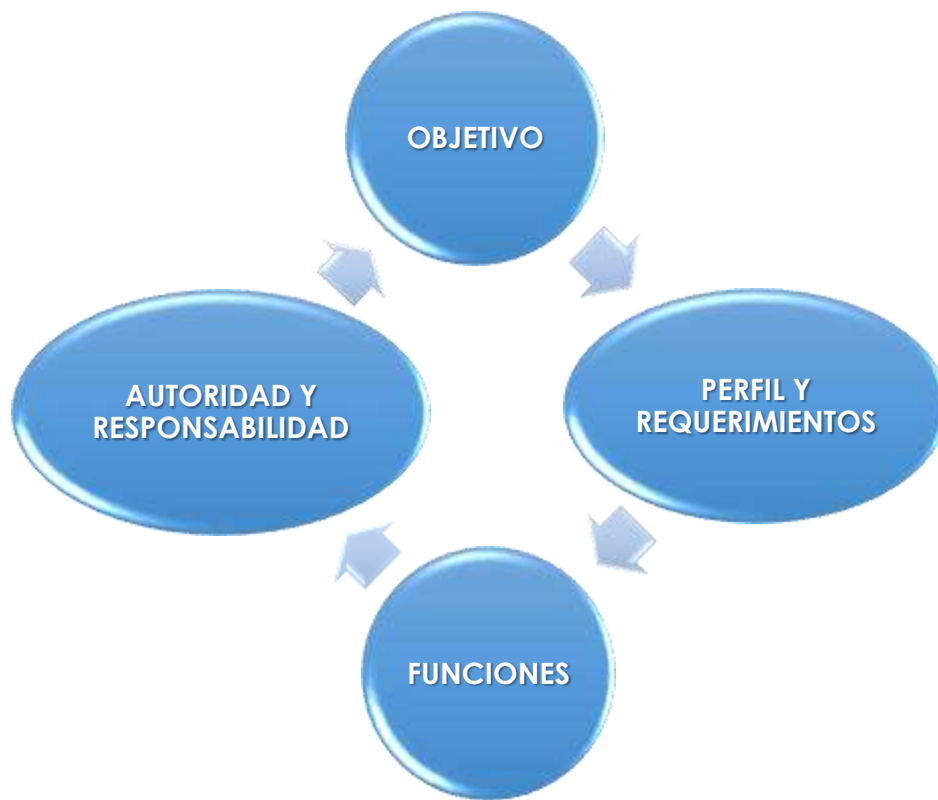 OBJETIVO
PERFIL Y
REQUERIMIENTOS
FUNCIONES
AUTORIDAD Y
RESPONSABILIDAD